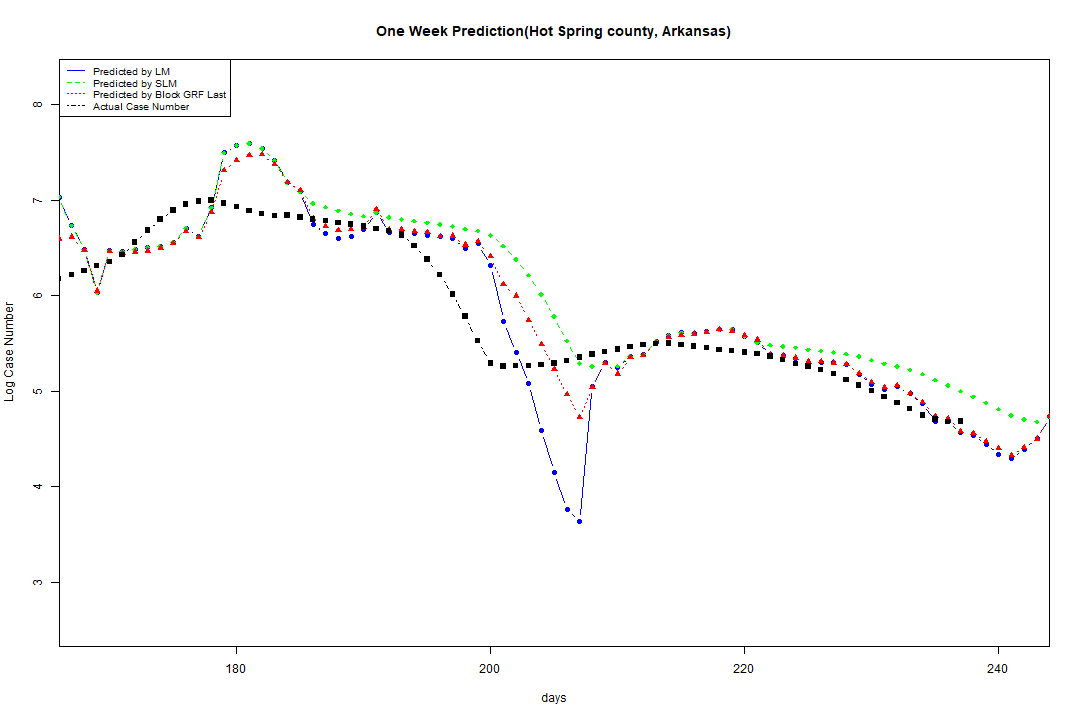 One Week Prediction(Hot Spring county, Arkansas)
Predicted by LM
Predicted by SLM
Predicted by Block GRF Last
Actual Case Number
8
7
6
5
4
3
Log Case Number
180 200 220 240
days